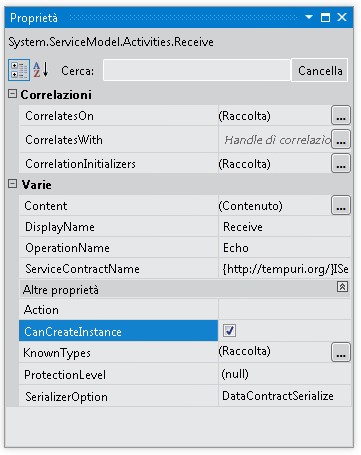 Proprietà
System.ServiceModel.Activities.Receive
Cerca: Cancella
Correlazioni
CorrelatesOn (Raccolta) ...
CorrelatesWith Handle di correlazio ...
CorrelationInitializers (Raccolta) ...
Varie
Content (Contenuto) ...
DisplayName Receive
OperationName Echo
ServiceContractName {http://tempuri.org/}ISe
Altre proprietà
Action
CanCreateInstance
KnownTypes (Raccolta) ...
ProtectionLevel (null)
SerializerOption DataContractSerialize